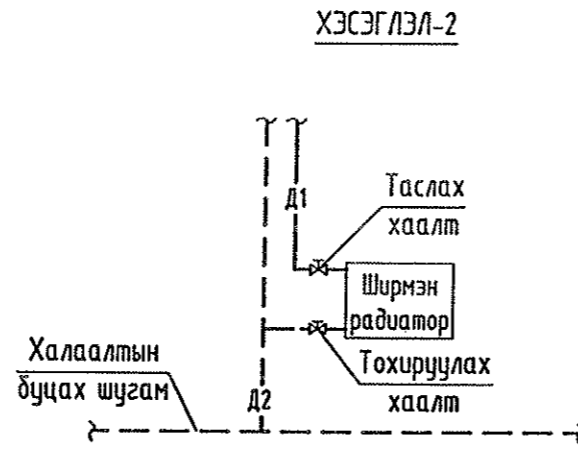 ХЭСЭГЛЭЛ-2
Д1
Таслах
хаалт
Ширмэн
радиатор
Халаалтын
буцах шугам
Д2
Тохируулах
хаалт